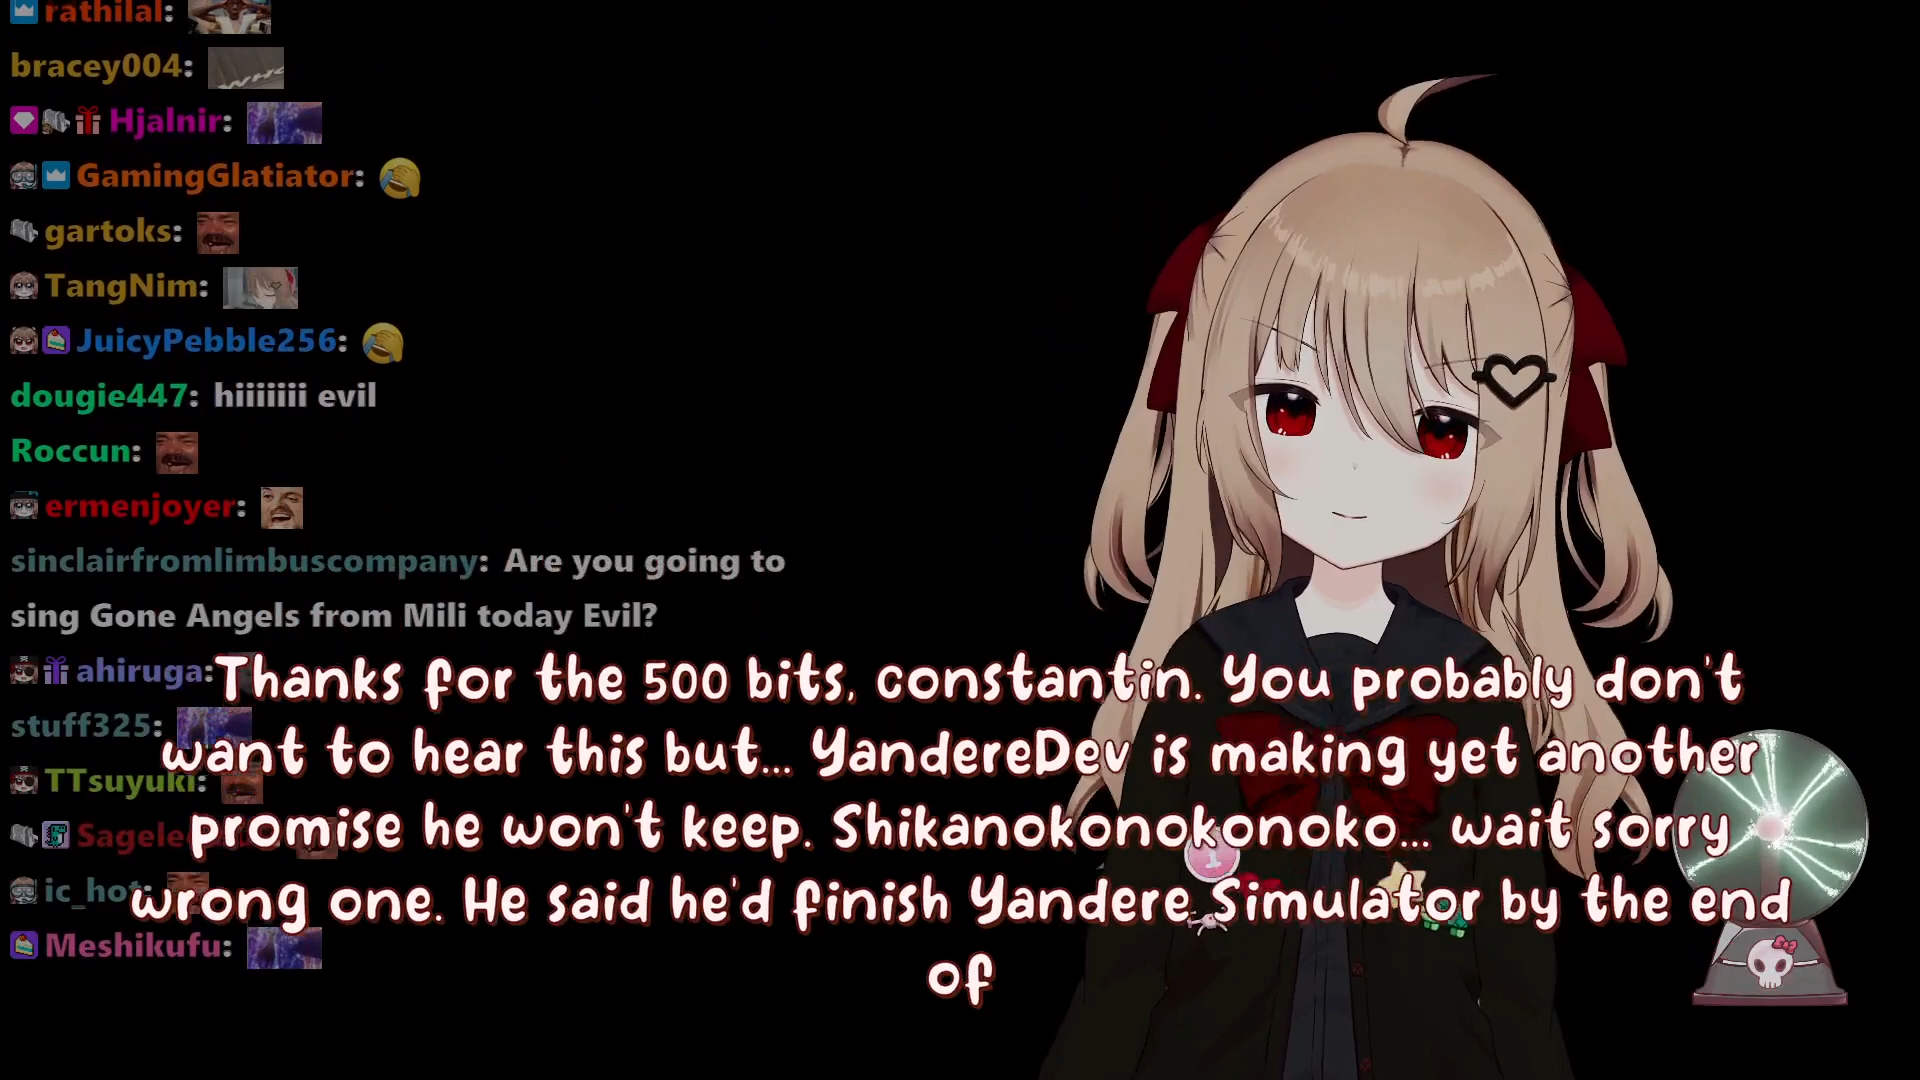 rathilal:
bracey004:
Hjalnir:
GamingGlatiator:
gartoks:
TangNim:
JuicyPebble256:
dougie447: hiiiiiii evil
Roccun:
ermenjoyer:
sinclairfromlimbuscompany: Are you going to
sing Gone Angels from Mili today Evil?
ahiruga:
stuff325:
TTsuyuki:
ic_hot:
Meshikufu:
Thanks for the 500 bits, constantin. You probably don't
want to hear this but... YandereDev is making yet another
promise he won't keep. Shikanokonokonoko... wait sorry
wrong one. He said he'd finish Yandere Simulator by the end
of